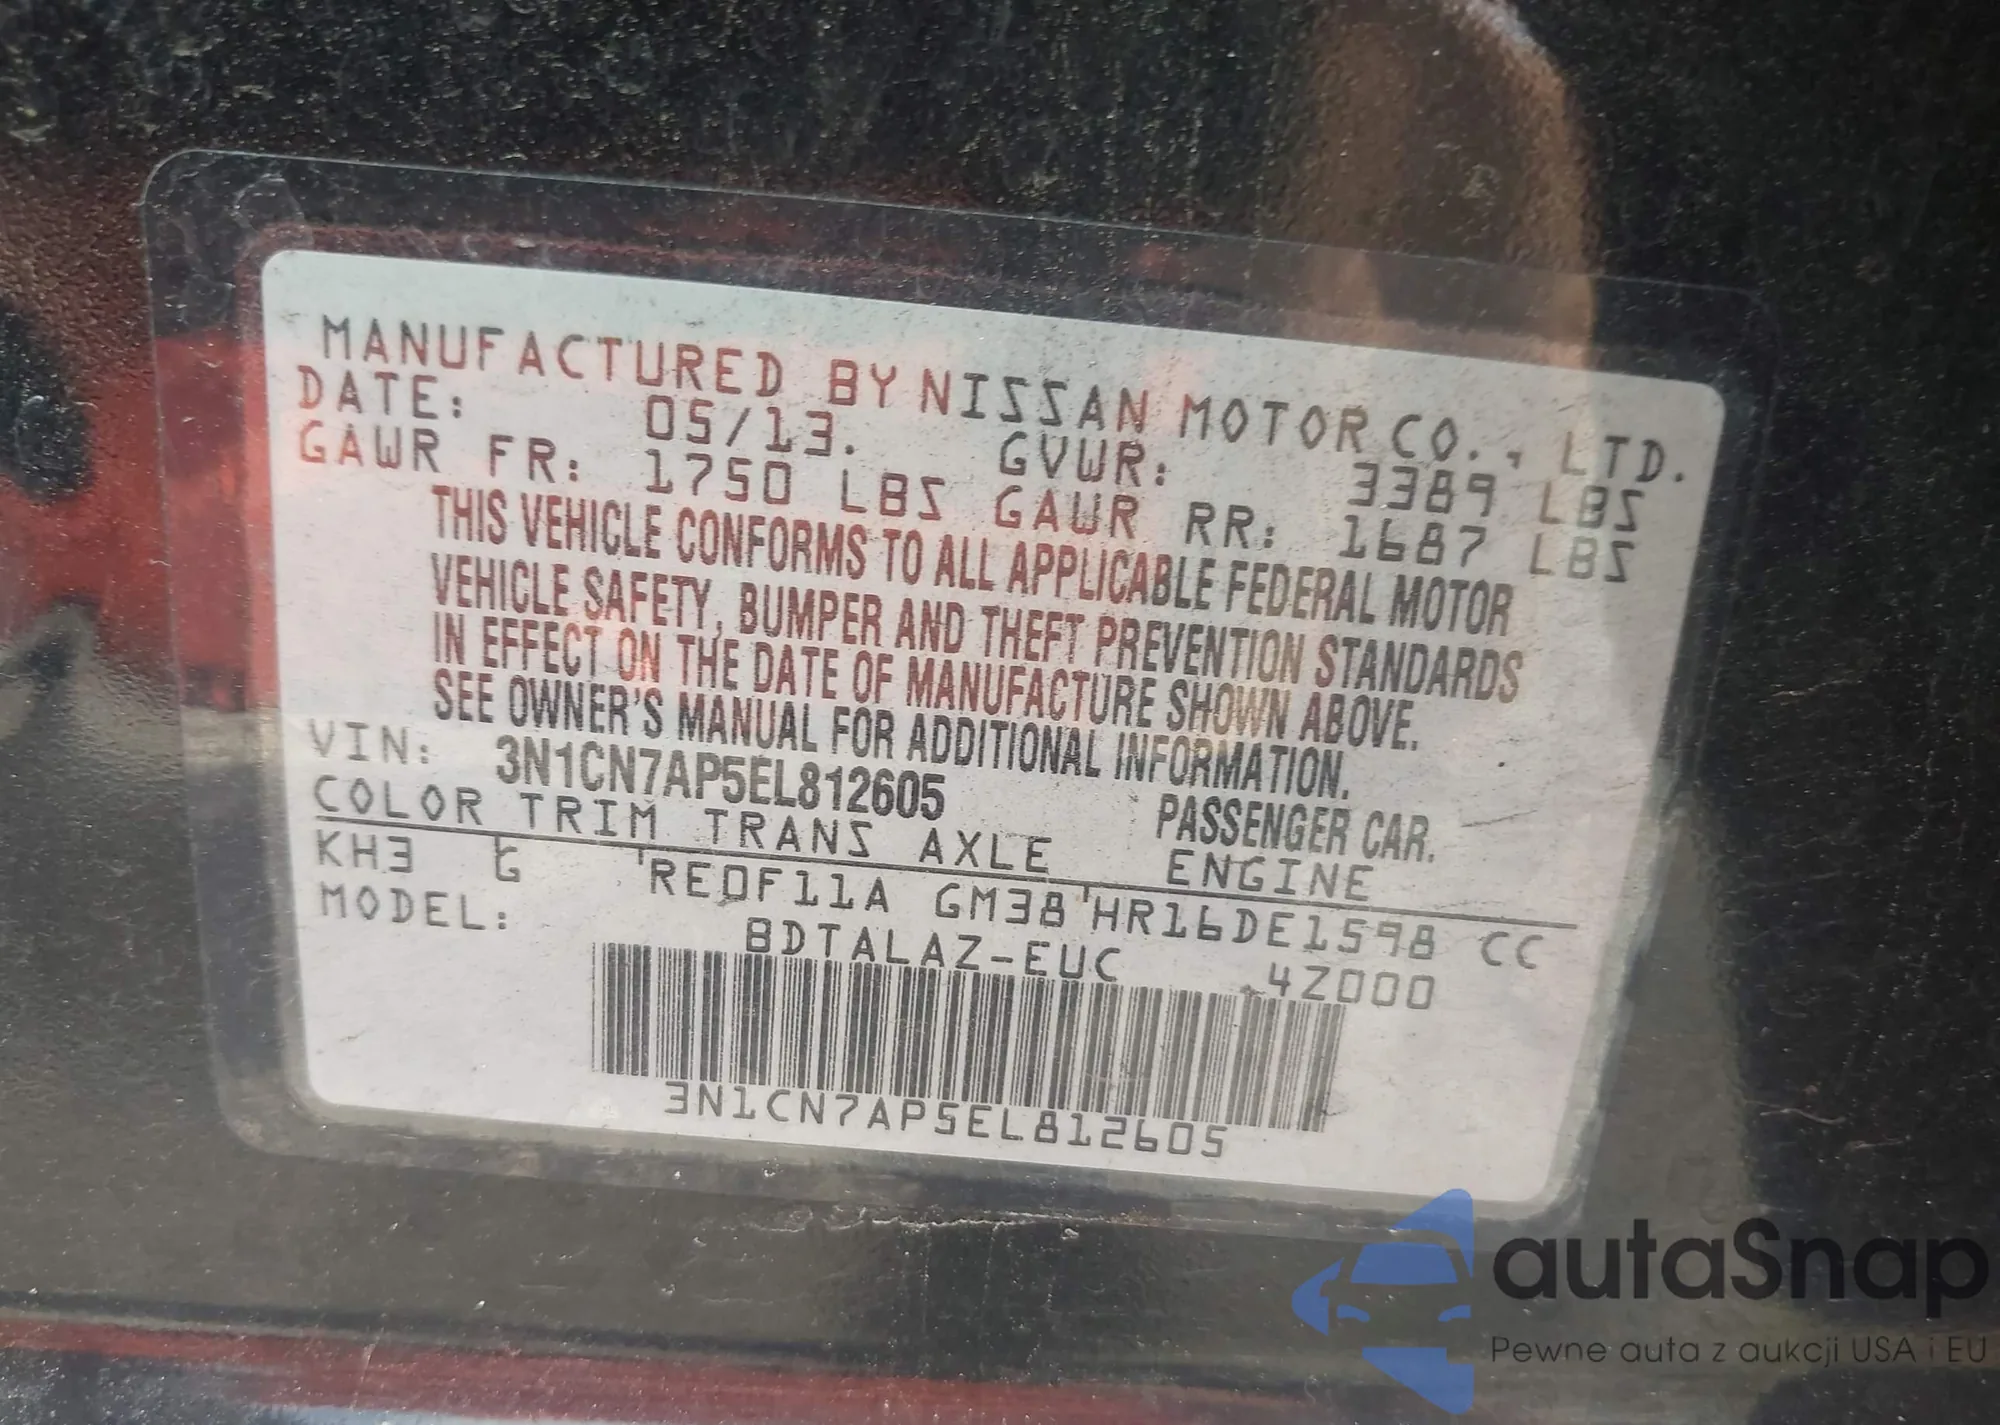 MANUFACTURED BY NISSAN MOTOR CO., LTD.
DATE: 05/13. GVWR: 3389 LBS
GAWR FR: 1750 LBS GAWR RR: 1687 LBS
THIS VEHICLE CONFORMS TO ALL APPLICABLE FEDERAL MOTOR
VEHICLE SAFETY, BUMPER AND THEFT PREVENTION STANDARDS
IN EFFECT ON THE DATE OF MANUFACTURE SHOWN ABOVE.
SEE OWNER'S MANUAL FOR ADDITIONAL INFORMATION.
VIN: 3N1CN7AP5EL812605 PASSENGER CAR.
COLOR TRIM TRANS AXLE ENGINE
KH3 G RE0F11A GM38 HR16DE1598 CC
MODEL: BDTALAZ-EUC 4Z000
3N1CN7AP5EL812605
autaSnap
Pewne auta z aukcji USA i EU